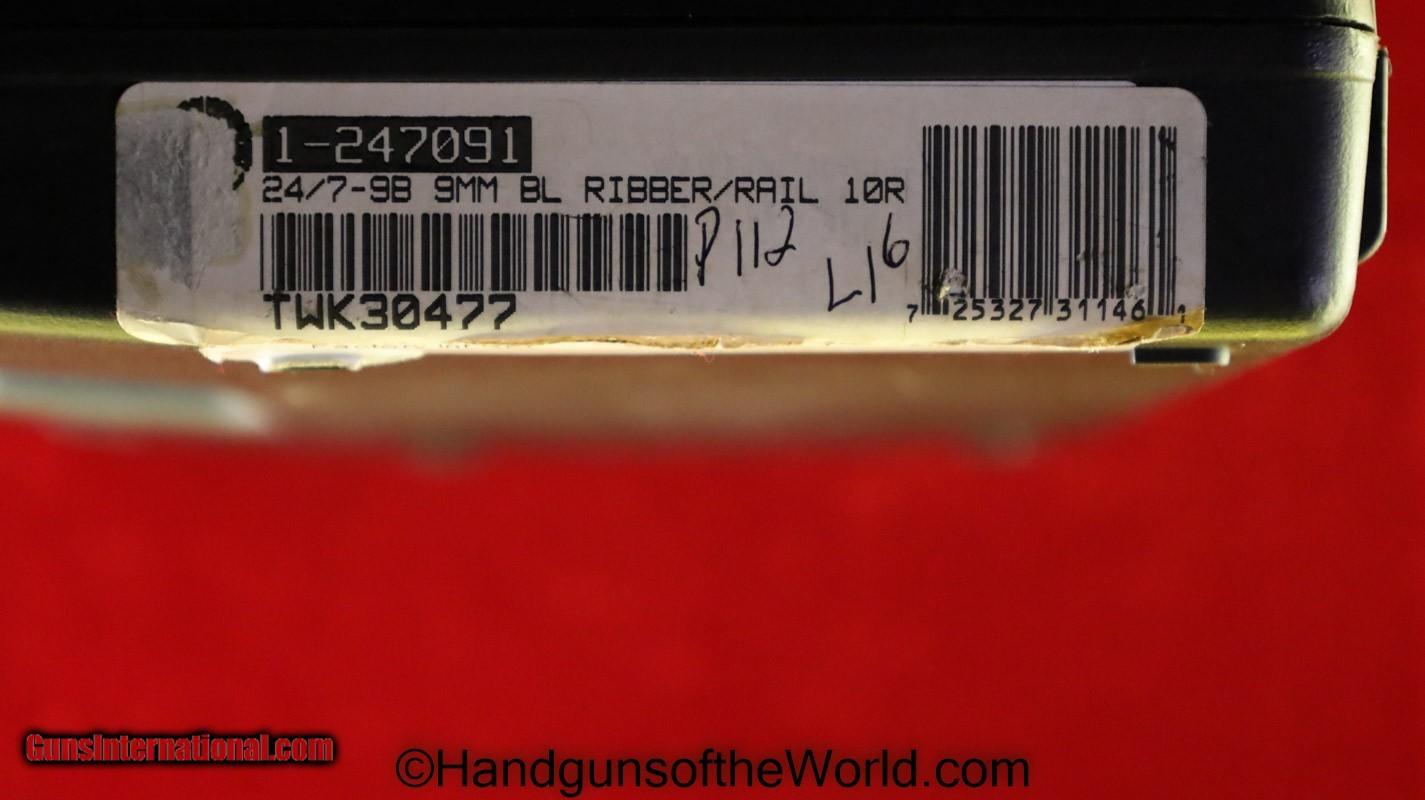 1-247091
24/7-9B 9MM BL RIBBER/RAIL 10R
P112
L16
TWK30477
7 25327 31146 1
GunsInternational.com
©HandgunsoftheWorld.com